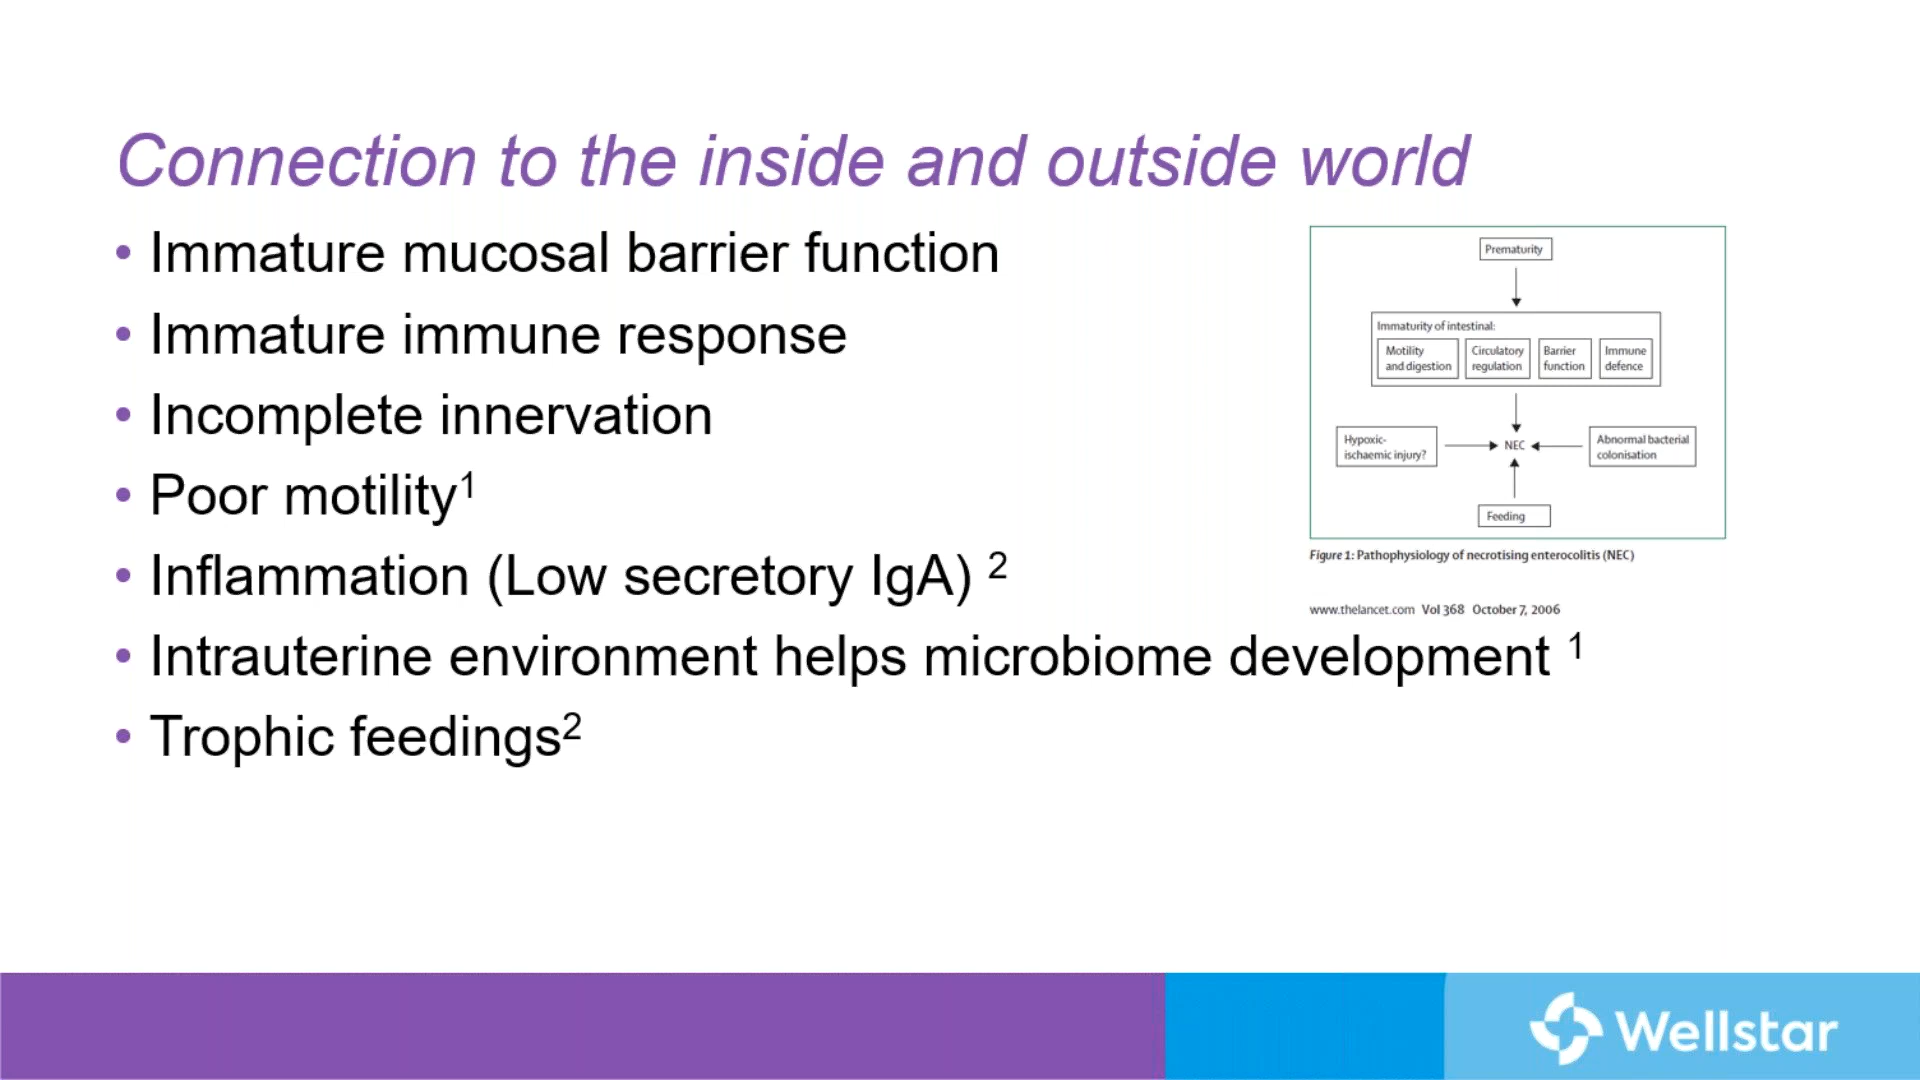 Connection to the inside and outside world
• Immature mucosal barrier function
• Immature immune response
• Incomplete innervation
• Poor motility¹
• Inflammation (Low secretory IgA) ²
• Intrauterine environment helps microbiome development ¹
• Trophic feedings²
Prematurity
Immaturity of intestinal:
Motility
and digestion
Circulatory
regulation
Barrier
function
Immune
defence
Hypoxic-
ischaemic injury?
NEC
Abnormal bacterial
colonisation
Feeding
Figure 1: Pathophysiology of necrotising enterocolitis (NEC)
www.thelancet.com Vol 368 October 7, 2006
Wellstar